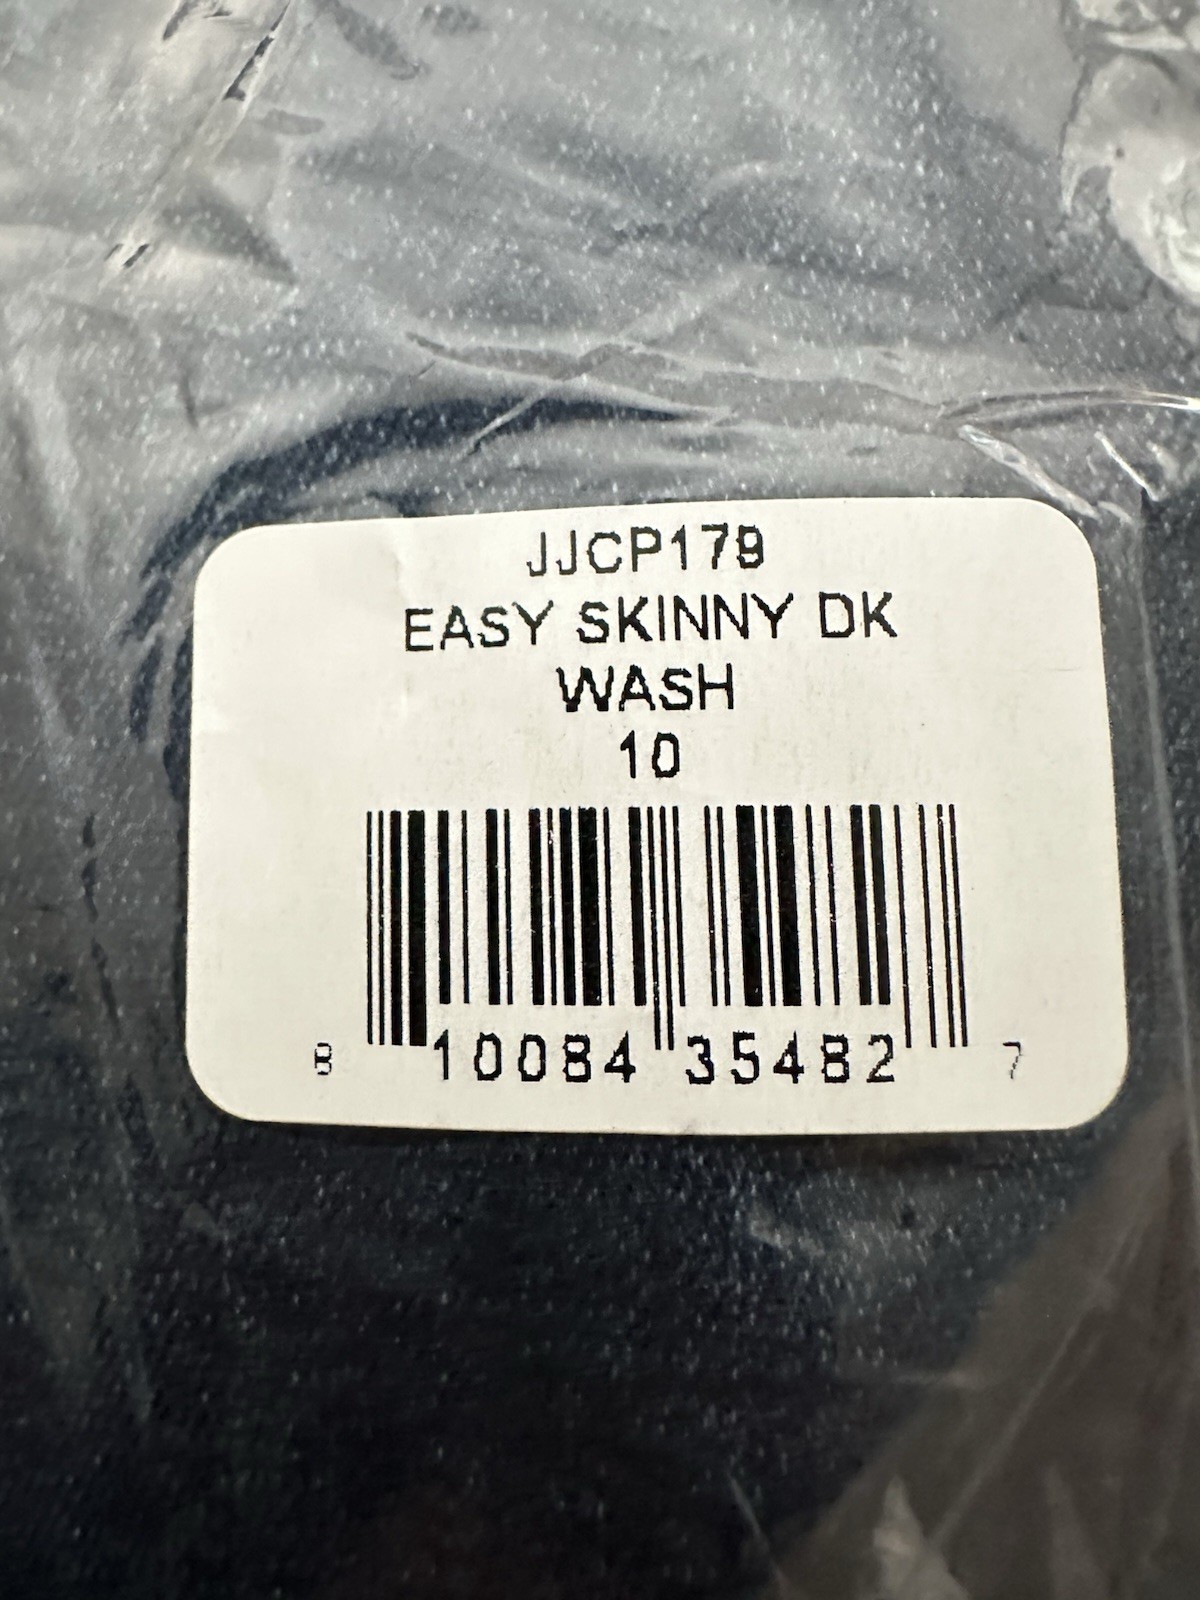 JJCP179
EASY SKINNY DK
WASH
10
8 10084 35482 7